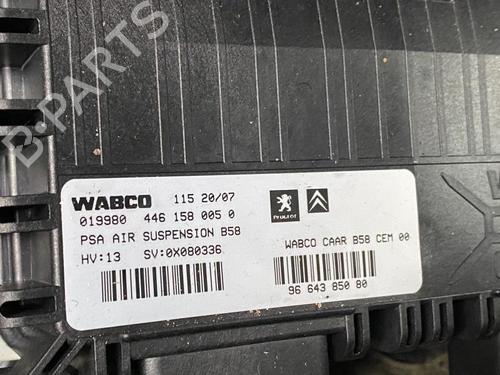 B-PARTS
WABCO 115 20/07
019980 446 158 005 0
PEUGEOT
PSA AIR SUSPENSION B58
HV:13 SV:0X080336
WABCO CAAR B58 CEM 00
96 643 850 80